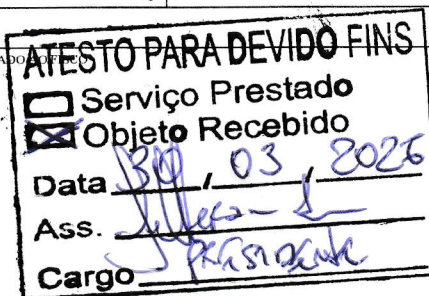 ATESTO PARA DEVIDO FINS
Serviço Prestado
Objeto Recebido
Data 30 / 03 / 2026
Ass.
Cargo Presidente